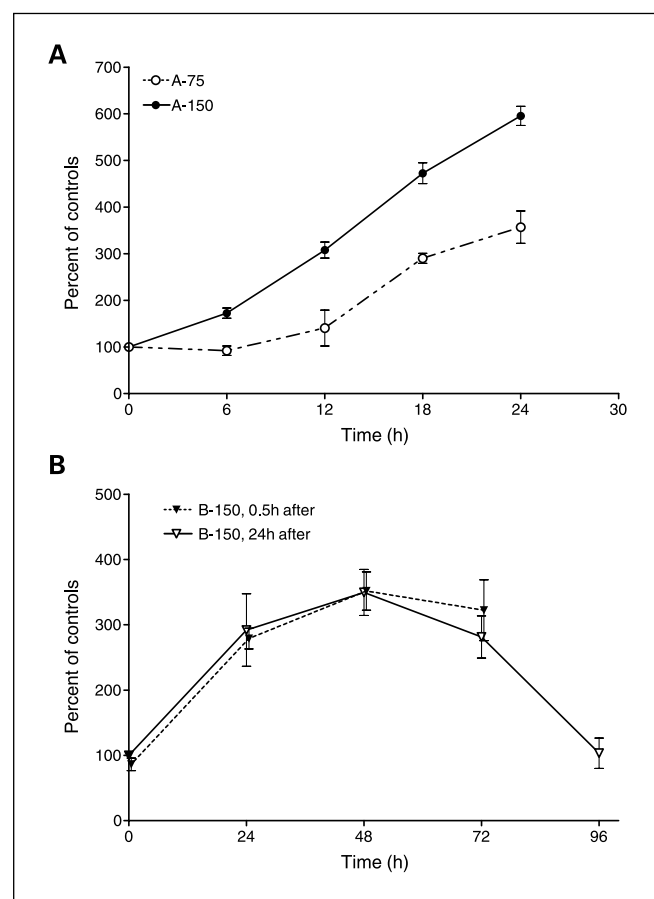 A
700
600
500
400
300
200
100
0
Percent of controls
A-75
A-150
0 6 12 18 24 30
Time (h)
B
500
400
300
200
100
0
Percent of controls
B-150, 0.5h after
B-150, 24h after
0 24 48 72 96
Time (h)